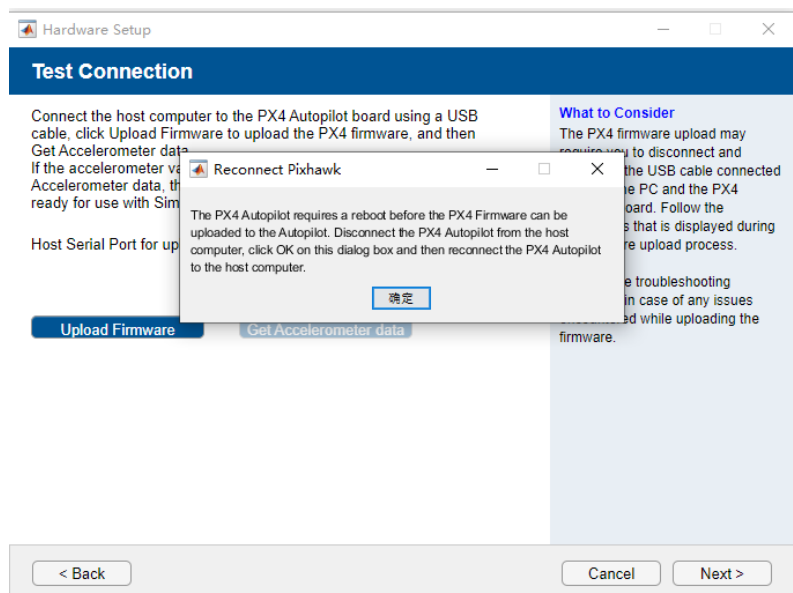 Hardware Setup
Test Connection
Connect the host computer to the PX4 Autopilot board using a USB
cable, click Upload Firmware to upload the PX4 firmware, and then
Get Accelerometer data
If the accelerometer va
Accelerometer data, th
ready for use with Sim
Host Serial Port for up
Reconnect Pixhawk
The PX4 Autopilot requires a reboot before the PX4 Firmware can be
uploaded to the Autopilot. Disconnect the PX4 Autopilot from the host
computer, click OK on this dialog box and then reconnect the PX4 Autopilot
to the host computer.
确定
Upload Firmware
Get Accelerometer data
What to Consider
The PX4 firmware upload may
require you to disconnect and
the USB cable connected
e PC and the PX4
oard. Follow the
s that is displayed during
re upload process.
e troubleshooting
in case of any issues
encountered while uploading the
firmware.
< Back
Cancel
Next >